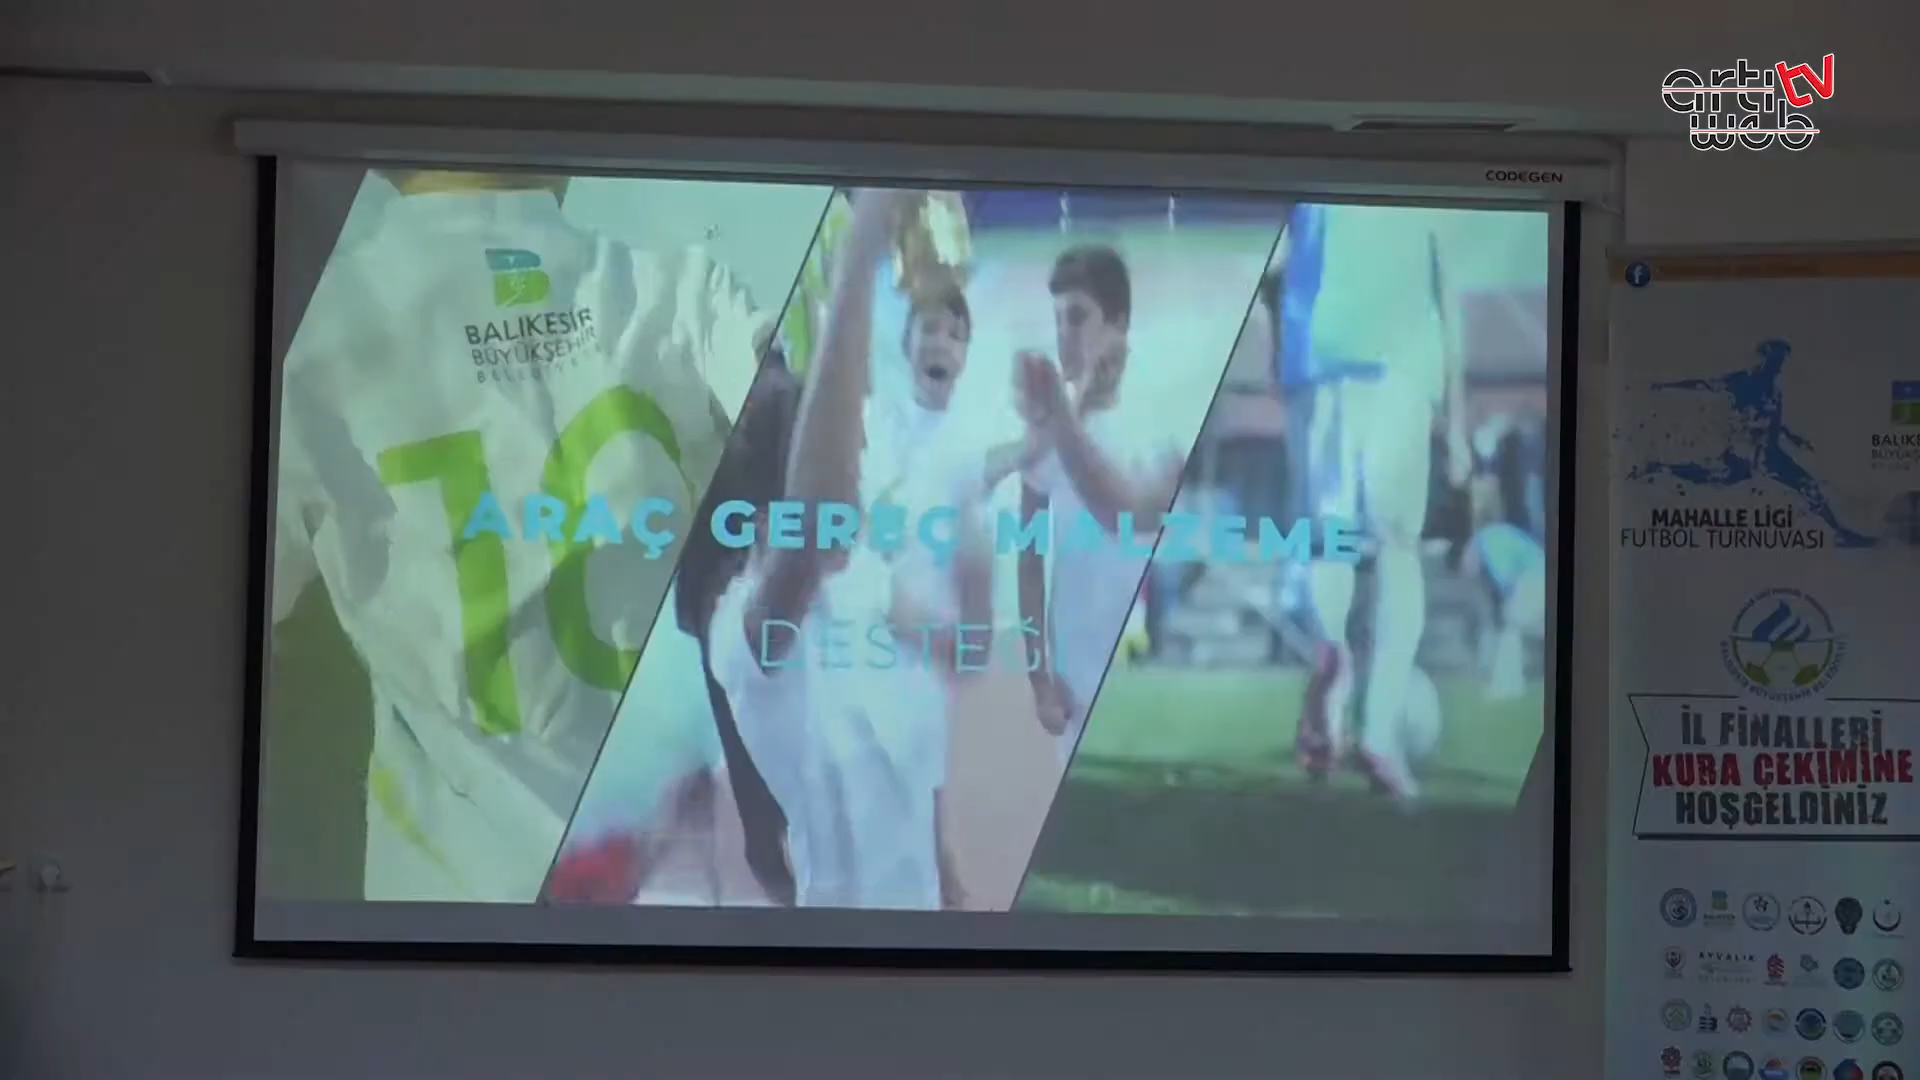 artı tv
web
CODEGEN
BALIKESİR
BÜYÜKŞEHİR
BELEDİYESİ
10
ARAÇ GEREÇ MALZEME
DESTEĞİ
f
MAHALLE LİGİ
FUTBOL TURNUVASI
İL FİNALLERİ
KURA ÇEKİMİNE
HOŞGELDİNİZ
AYVALIK